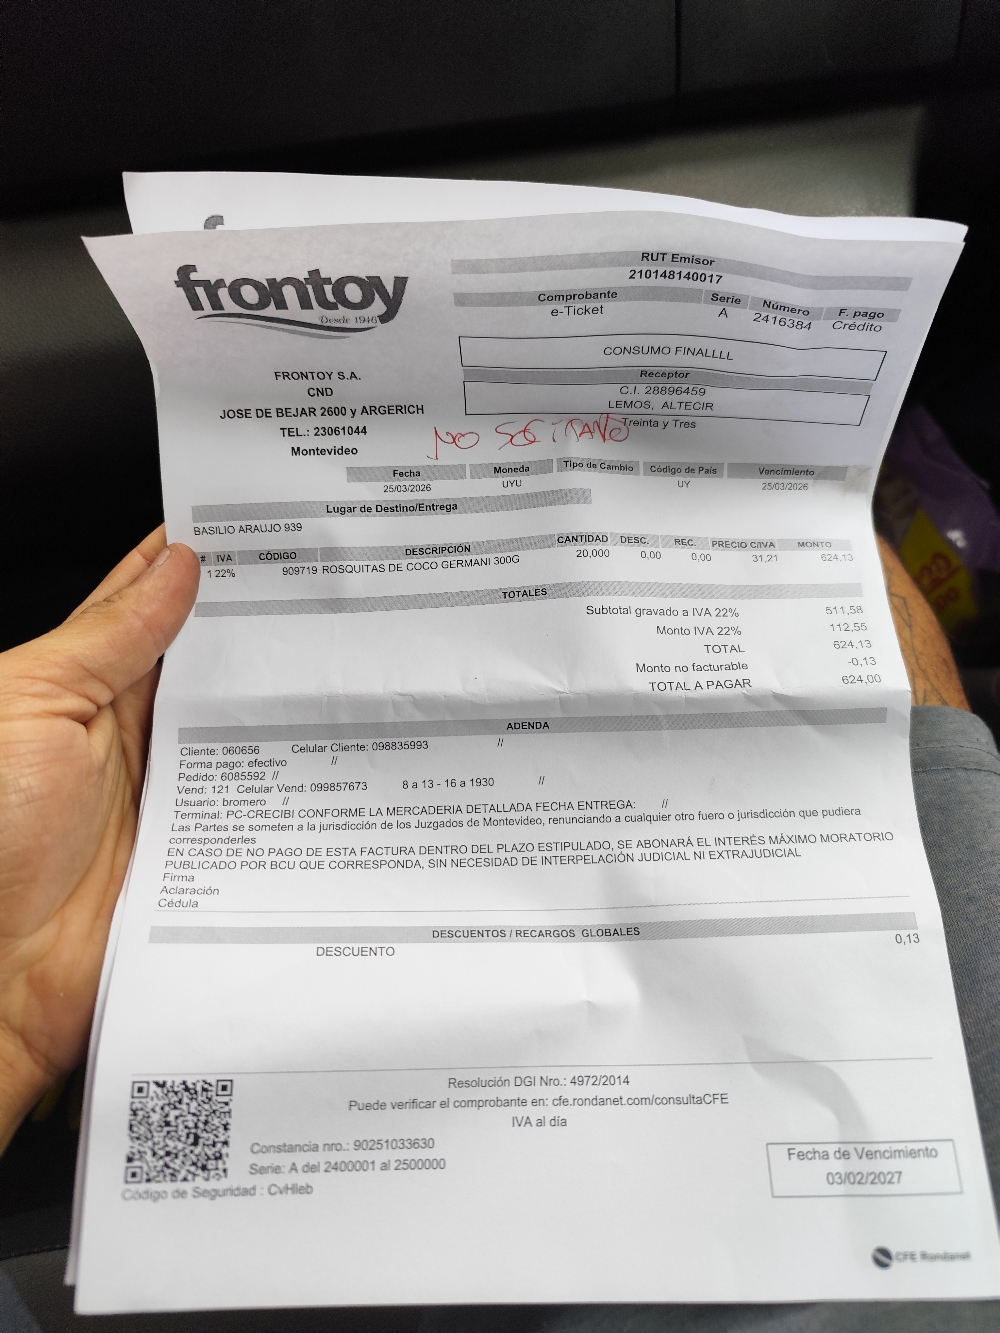 frontoy
Desde 1946
RUT Emisor
210148140017
Comprobante Serie Número F. pago
e-Ticket A 2416384 Crédito
CONSUMO FINALLLL
Receptor
C.I. 28896459
LEMOS, ALTECIR
Treinta y Tres
FRONTOY S.A.
CND
JOSE DE BEJAR 2600 y ARGERICH
TEL.: 23061044
Montevideo
NO
Fecha Moneda Tipo de Cambio Código de País Vencimiento
25/03/2026 UYU UY 25/03/2026
Lugar de Destino/Entrega
BASILIO ARAUJO 939
# IVA CÓDIGO DESCRIPCIÓN CANTIDAD DESC. REC. PRECIO C/IVA MONTO
1 22% 909719 ROSQUITAS DE COCO GERMANI 300G 20,000 0,00 0,00 31,21 624,13
TOTALES
Subtotal gravado a IVA 22% 511,58
Monto IVA 22% 112,55
TOTAL 624,13
Monto no facturable -0,13
TOTAL A PAGAR 624,00
ADENDA
Cliente: 060656 Celular Cliente: 098835993 //
Forma pago: efectivo //
Pedido: 6085592 //
Vend: 121 Celular Vend: 099857673 8 a 13 - 16 a 1930 //
Usuario: bromero //
Terminal: PC-CRECIBI CONFORME LA MERCADERIA DETALLADA FECHA ENTREGA: //
Las Partes se someten a la jurisdicción de los Juzgados de Montevideo, renunciando a cualquier otro fuero o jurisdicción que pudiera
corresponderles
EN CASO DE NO PAGO DE ESTA FACTURA DENTRO DEL PLAZO ESTIPULADO, SE ABONARÁ EL INTERÉS MÁXIMO MORATORIO
PUBLICADO POR BCU QUE CORRESPONDA, SIN NECESIDAD DE INTERPELACIÓN JUDICIAL NI EXTRAJUDICIAL
Firma
Aclaración
Cédula
DESCUENTOS / RECARGOS GLOBALES
DESCUENTO 0,13
Resolución DGI Nro.: 4972/2014
Puede verificar el comprobante en: cfe.rondanet.com/consultaCFE
IVA al día
Constancia nro.: 90251033630
Serie: A del 2400001 al 2500000
Código de Seguridad : CvHleb
Fecha de Vencimiento
03/02/2027
CFE Rondanet